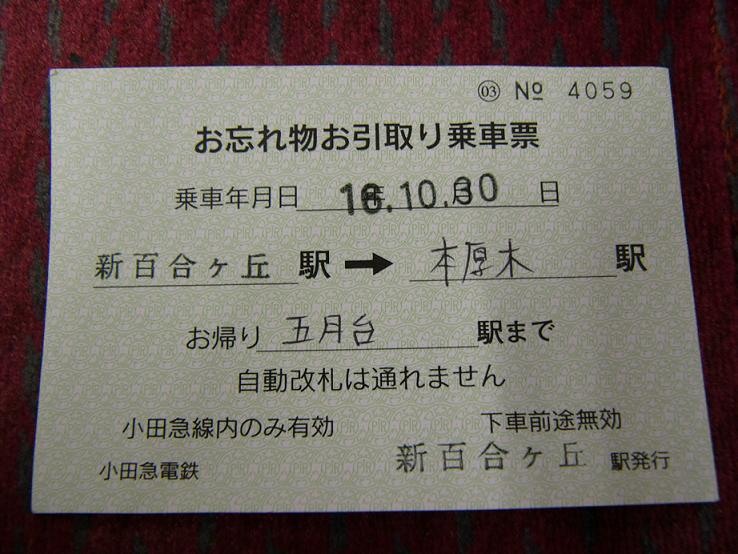 03 № 4059
お忘れ物お引取り乗車票
乗車年月日 18.10.30 日
新百合ヶ丘 駅 → 本厚木 駅
お帰り 五月台 駅まで
自動改札は通れません
小田急線内のみ有効 下車前途無効
小田急電鉄 新百合ヶ丘 駅発行